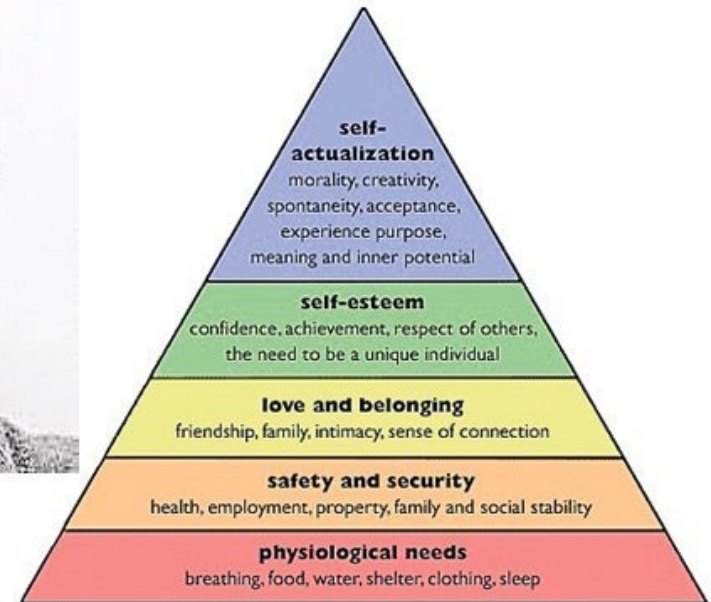 self-
actualization
morality, creativity,
spontaneity, acceptance,
experience purpose,
meaning and inner potential
self-esteem
confidence, achievement, respect of others,
the need to be a unique individual
love and belonging
friendship, family, intimacy, sense of connection
safety and security
health, employment, property, family and social stability
physiological needs
breathing, food, water, shelter, clothing, sleep